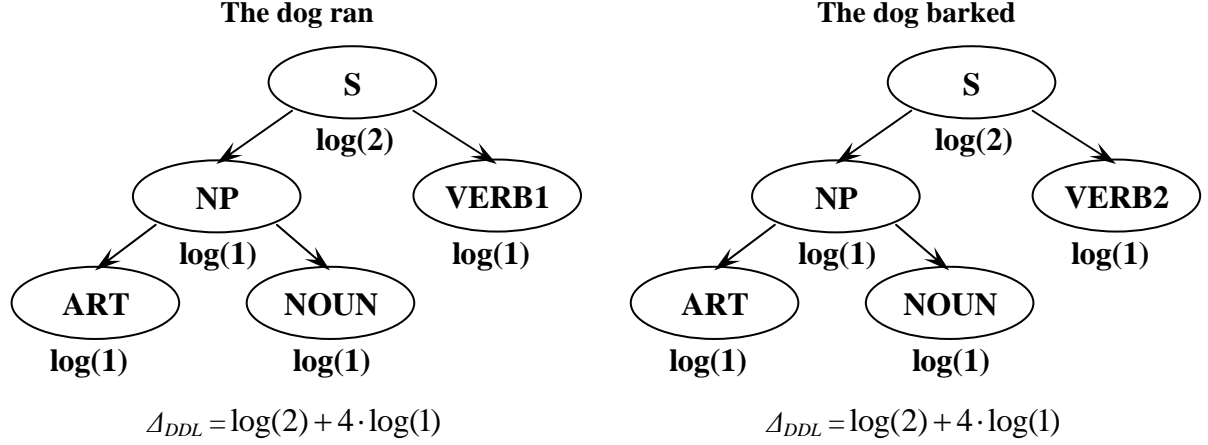 The dog ran
S
log(2)
NP
VERB1
log(1)
log(1)
ART
NOUN
log(1)
log(1)
Δ_DDL = log(2) + 4 · log(1)
The dog barked
S
log(2)
NP
VERB2
log(1)
log(1)
ART
NOUN
log(1)
log(1)
Δ_DDL = log(2) + 4 · log(1)